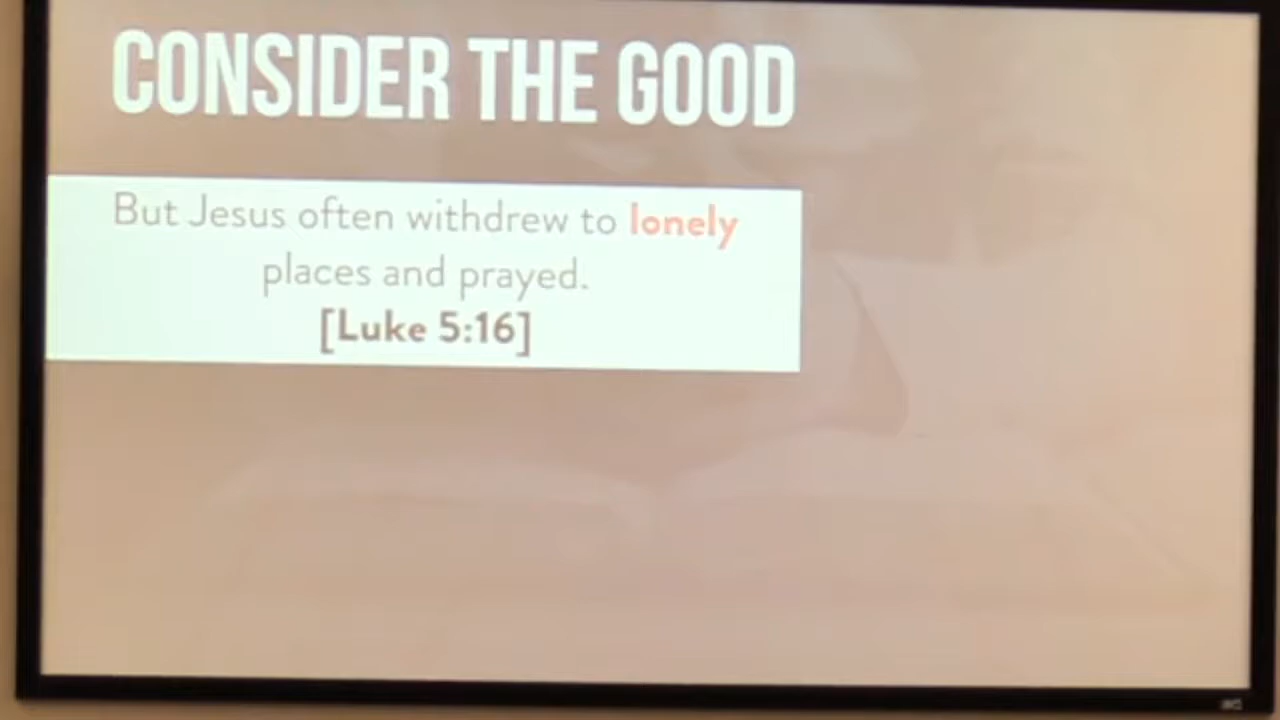 CONSIDER THE GOOD
But Jesus often withdrew to lonely
places and prayed.
[Luke 5:16]